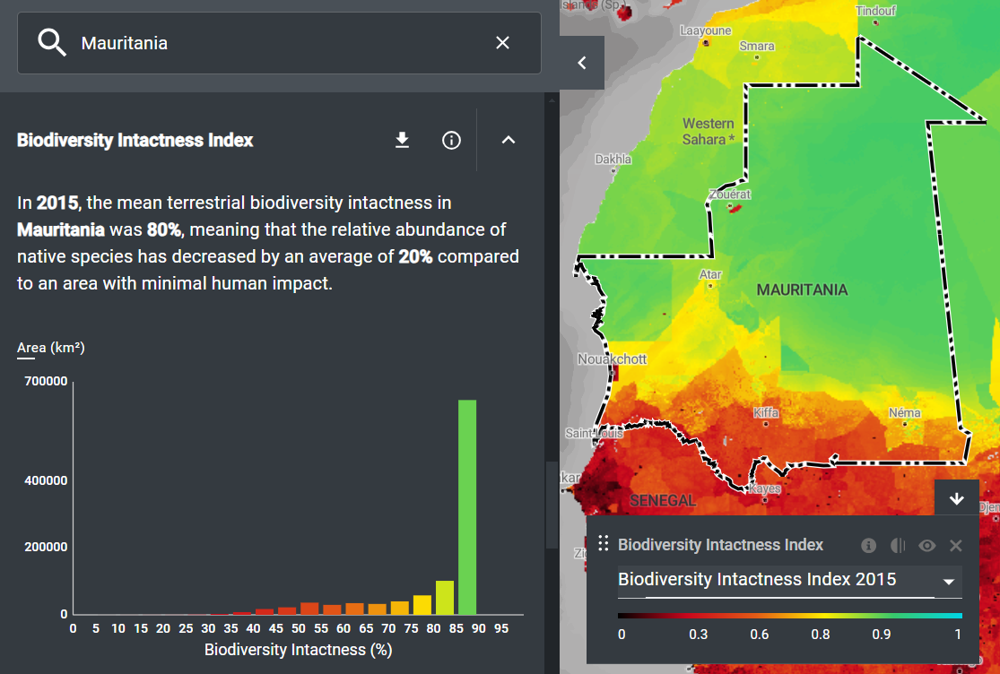 Mauritania
Biodiversity Intactness Index
In 2015, the mean terrestrial biodiversity intactness in
Mauritania was 80%, meaning that the relative abundance of
native species has decreased by an average of 20% compared
to an area with minimal human impact.
Area (km²)
700000
400000
200000
0
0 5 10 15 20 25 30 35 40 45 50 55 60 65 70 75 80 85 90 95
Biodiversity Intactness (%)
(Sp.)
Tindouf
Laayoune
Smara
Western
Sahara *
Dakhla
Zouérat
Atar
MAURITANIA
Nouakchott
Kiffa
Néma
Saint-Louis
Kayes
SENEGAL
Biodiversity Intactness Index
Biodiversity Intactness Index 2015
0 0.3 0.6 0.8 0.9 1